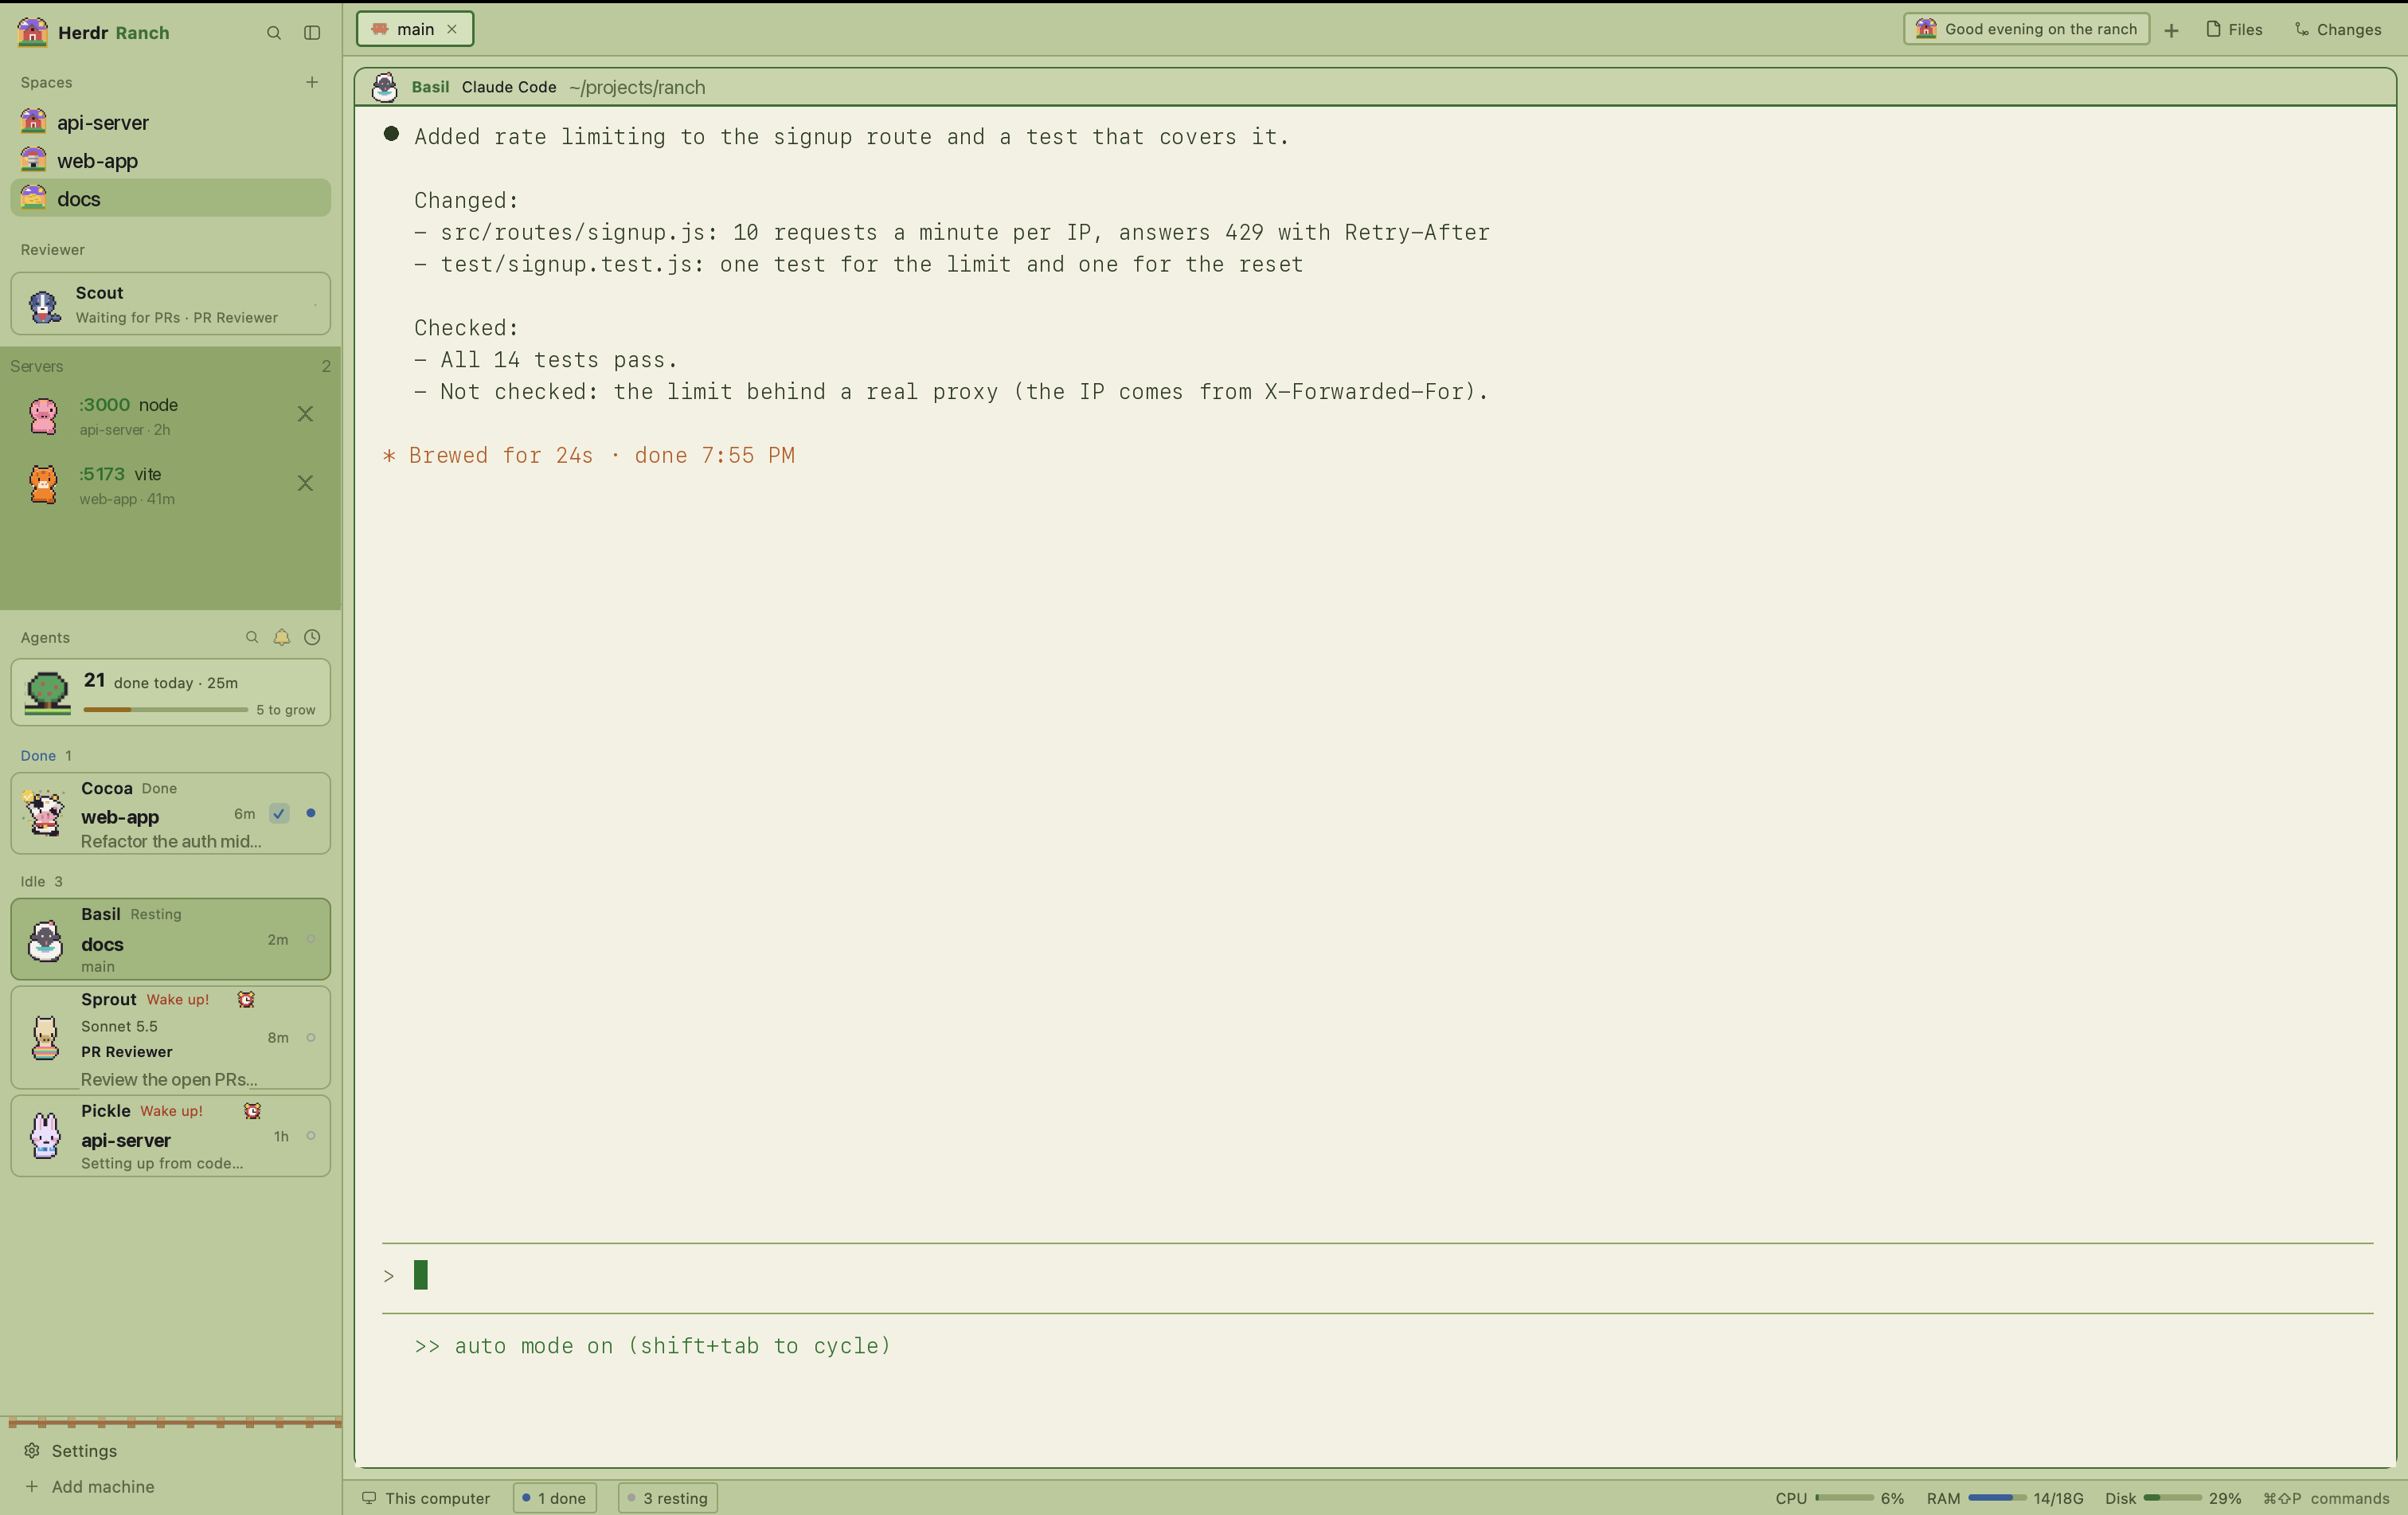 Herdr Ranch
Spaces
api-server
web-app
docs
Reviewer
Scout
Waiting for PRs · PR Reviewer
Servers 2
:3000 node
api-server · 2h
:5173 vite
web-app · 41m
Agents
21 done today · 25m
5 to grow
Done 1
Cocoa Done
web-app 6m
Refactor the auth mid...
Idle 3
Basil Resting
docs 2m
main
Sprout Wake up!
Sonnet 5.5
8m
PR Reviewer
Review the open PRs...
Pickle Wake up!
api-server 1h
Setting up from code...
Settings
+ Add machine
main ×
Good evening on the ranch + Files Changes
Basil Claude Code ~/projects/ranch
● Added rate limiting to the signup route and a test that covers it.
Changed:
– src/routes/signup.js: 10 requests a minute per IP, answers 429 with Retry-After
– test/signup.test.js: one test for the limit and one for the reset
Checked:
– All 14 tests pass.
– Not checked: the limit behind a real proxy (the IP comes from X-Forwarded-For).
* Brewed for 24s · done 7:55 PM
>
>> auto mode on (shift+tab to cycle)
This computer 1 done 3 resting CPU 6% RAM 14/18G Disk 29% ⌘⇧P commands